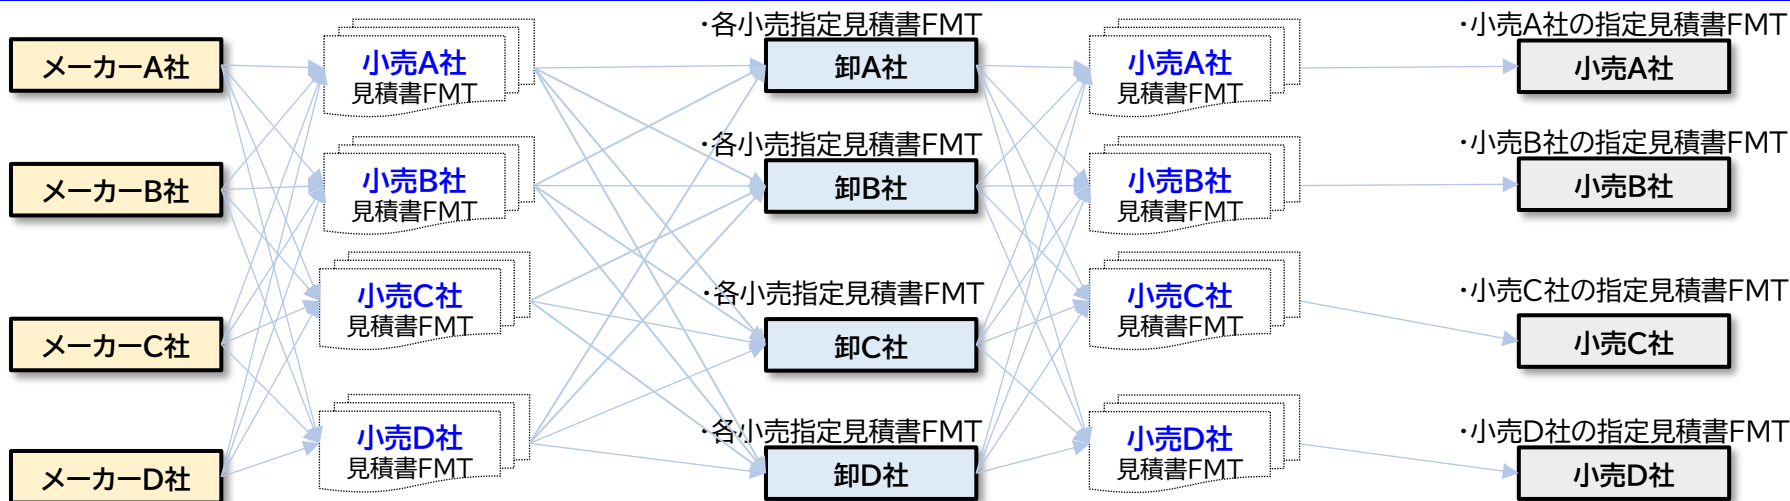 ・各小売指定見積書FMT
・小売A社の指定見積書FMT
メーカーA社
小売A社
見積書FMT
卸A社
小売A社
見積書FMT
小売A社
・各小売指定見積書FMT
・小売B社の指定見積書FMT
メーカーB社
小売B社
見積書FMT
卸B社
小売B社
見積書FMT
小売B社
・各小売指定見積書FMT
・小売C社の指定見積書FMT
メーカーC社
小売C社
見積書FMT
卸C社
小売C社
見積書FMT
小売C社
・各小売指定見積書FMT
・小売D社の指定見積書FMT
メーカーD社
小売D社
見積書FMT
卸D社
小売D社
見積書FMT
小売D社